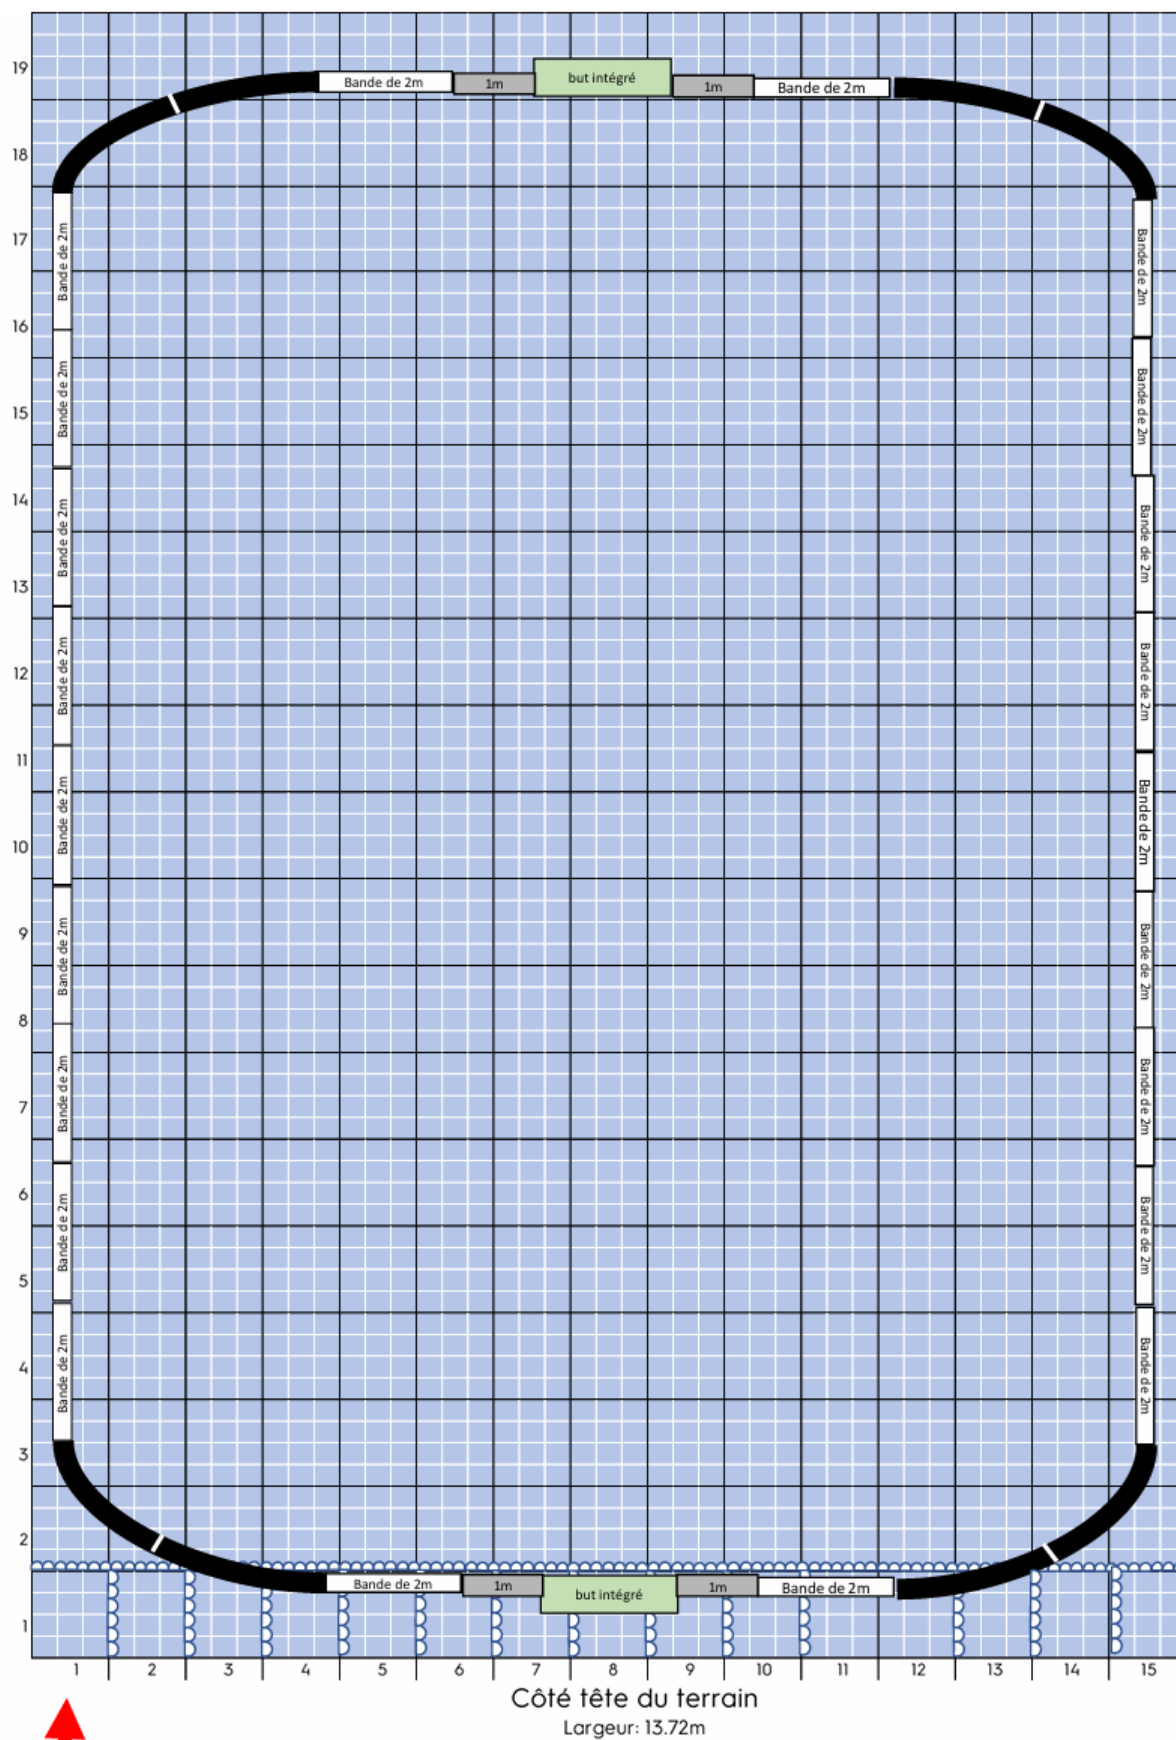 19
Bande de 2m
1m
but intégré
1m
Bande de 2m
18
17
Bande de 2m
Bande de 2m
16
15
Bande de 2m
Bande de 2m
14
Bande de 2m
Bande de 2m
13
12
Bande de 2m
Bande de 2m
11
Bande de 2m
Bande de 2m
10
9
Bande de 2m
Bande de 2m
8
7
Bande de 2m
Bande de 2m
6
Bande de 2m
Bande de 2m
5
4
Bande de 2m
Bande de 2m
3
2
Bande de 2m
1m
but intégré
1m
Bande de 2m
1
1 2 3 4 5 6 7 8 9 10 11 12 13 14 15
Côté tête du terrain
Largeur: 13.72m